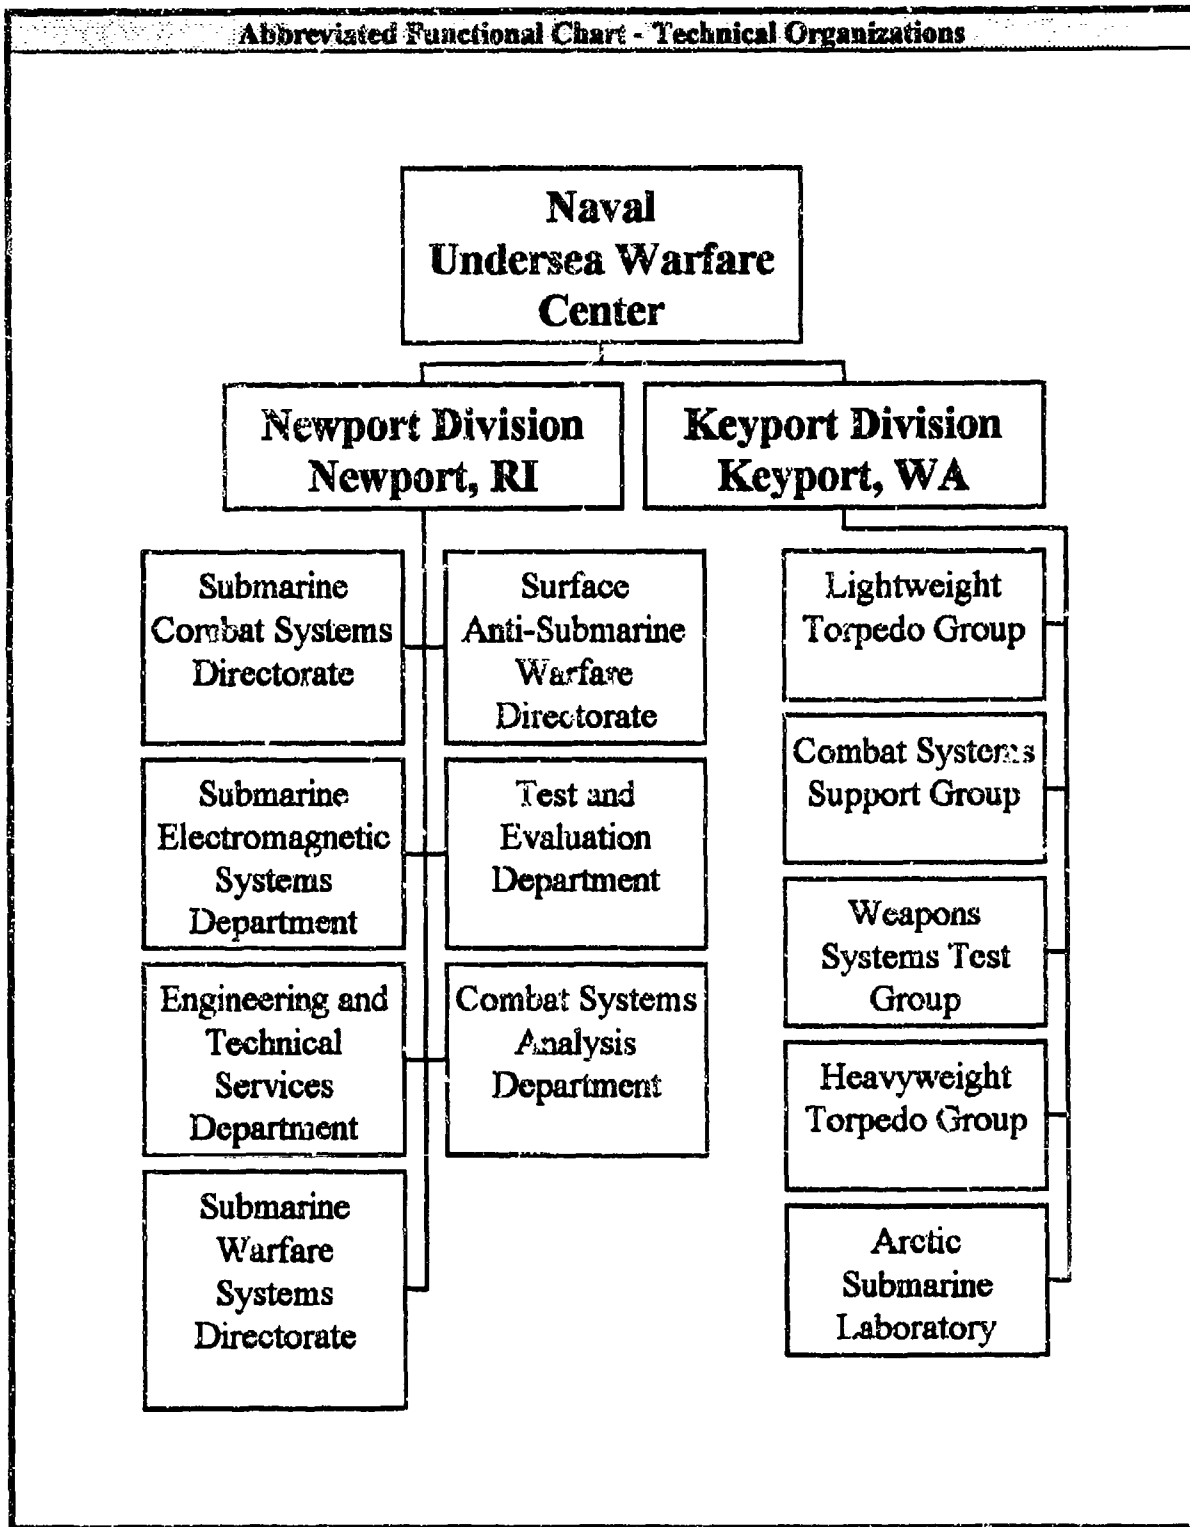 Abbreviated Functional Chart - Technical Organizations
Naval
Undersea Warfare
Center
Newport Division
Newport, RI
Keyport Division
Keyport, WA
Submarine
Combat Systems
Directorate
Surface
Anti-Submarine
Warfare
Directorate
Submarine
Electromagnetic
Systems
Department
Test and
Evaluation
Department
Engineering and
Technical
Services
Department
Combat Systems
Analysis
Department
Submarine
Warfare
Systems
Directorate
Lightweight
Torpedo Group
Combat Systems
Support Group
Weapons
Systems Test
Group
Heavyweight
Torpedo Group
Arctic
Submarine
Laboratory